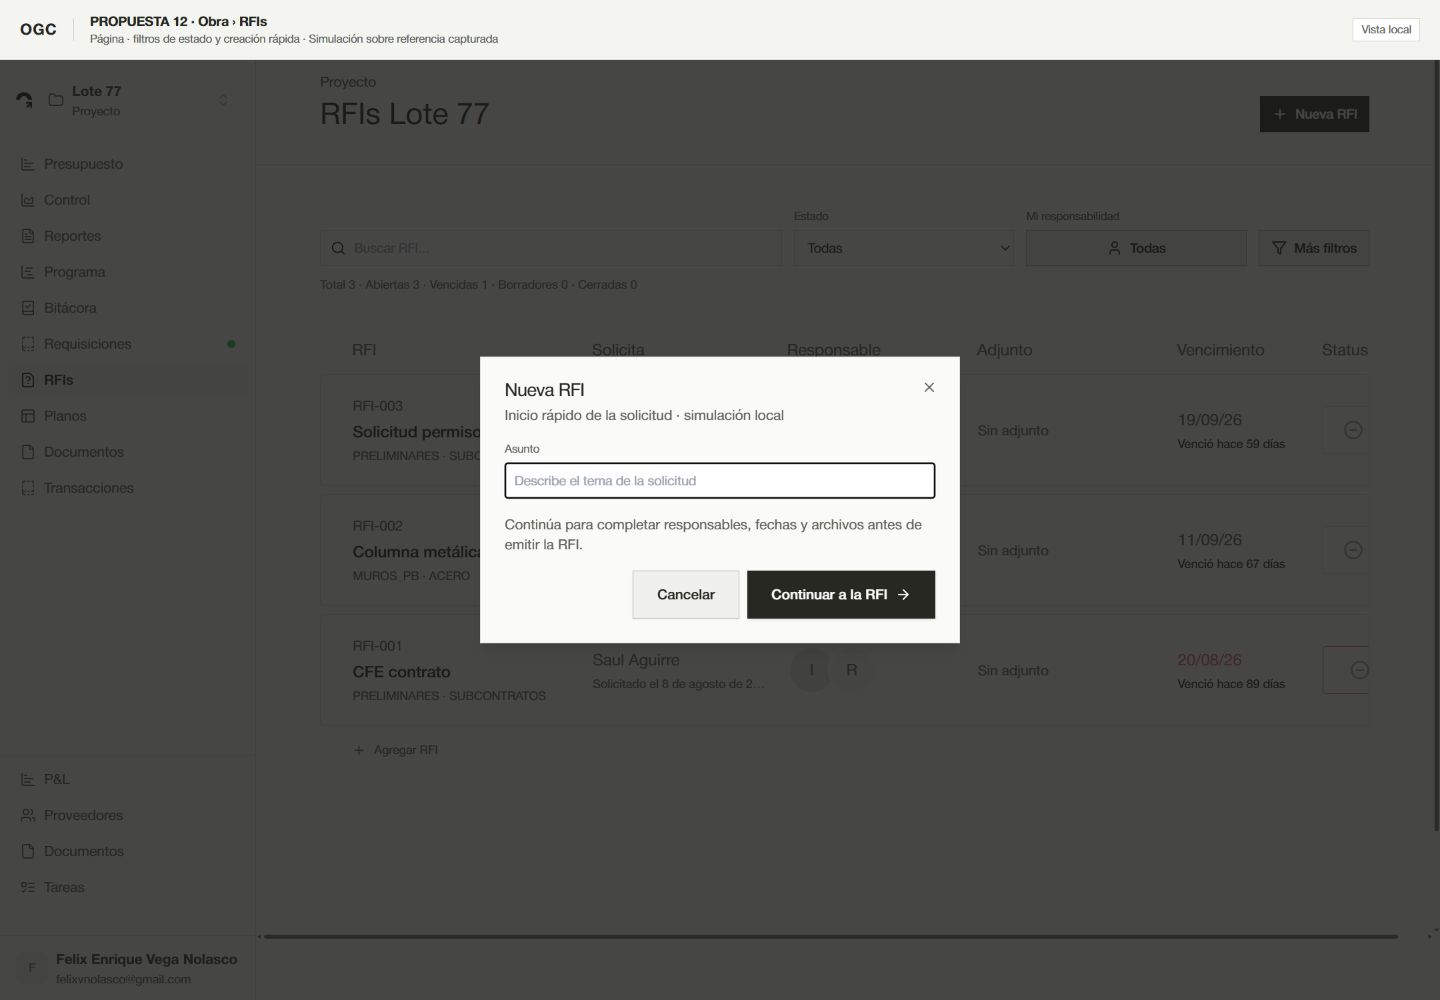 OGC
PROPUESTA 12 · Obra › RFIs
Página · filtros de estado y creación rápida · Simulación sobre referencia capturada
Vista local
Lote 77
Proyecto
Presupuesto
Control
Reportes
Programa
Bitácora
Requisiciones
RFIs
Planos
Documentos
Transacciones
P&L
Proveedores
Documentos
Tareas
F
Felix Enrique Vega Nolasco
felixvnolasco@gmail.com
Proyecto
RFIs Lote 77
Nueva RFI
Estado
Mi responsabilidad
Buscar RFI...
Todas
Todas
Más filtros
Total 3 · Abiertas 3 · Vencidas 1 · Borradores 0 · Cerradas 0
RFI
Solicita
Responsable
Adjunto
Vencimiento
Status
RFI-003
Solicitud permiso
PRELIMINARES · SUBC
Sin adjunto
19/09/26
Venció hace 59 días
RFI-002
Columna metálica
MUROS_PB · ACERO
Sin adjunto
11/09/26
Venció hace 67 días
RFI-001
CFE contrato
PRELIMINARES · SUBCONTRATOS
Saul Aguirre
Solicitado el 8 de agosto de 2…
I
R
Sin adjunto
20/08/26
Venció hace 89 días
Agregar RFI
Nueva RFI
Inicio rápido de la solicitud · simulación local
Asunto
Describe el tema de la solicitud
Continúa para completar responsables, fechas y archivos antes de
emitir la RFI.
Cancelar
Continuar a la RFI